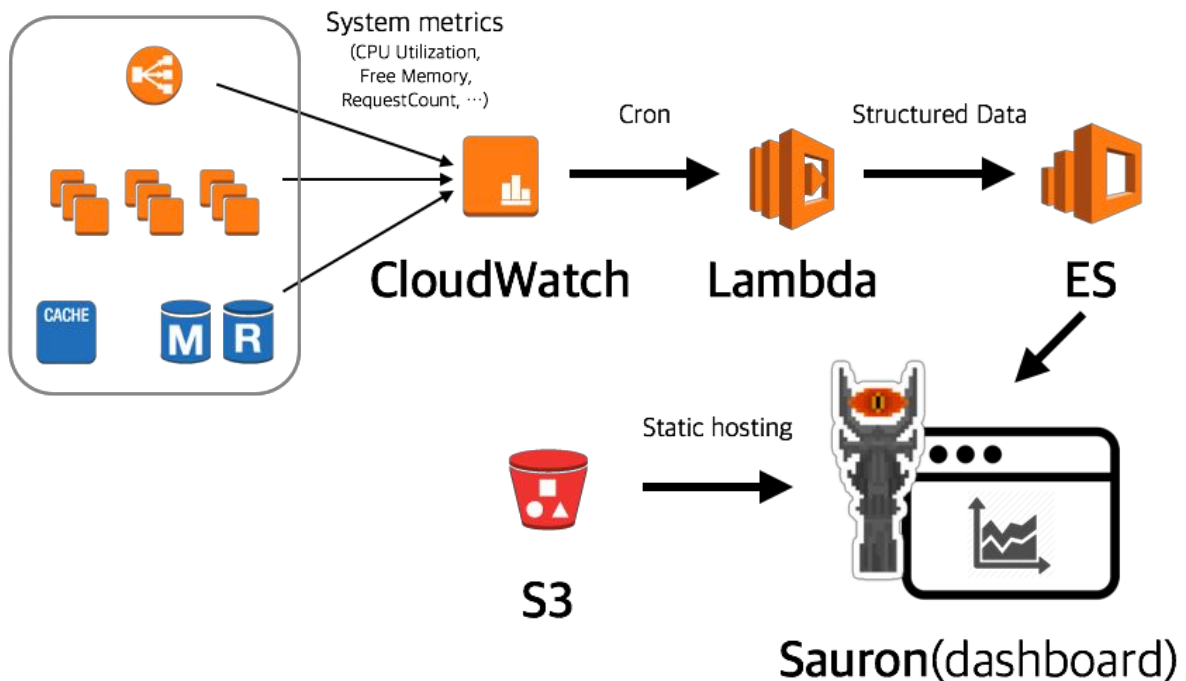 System metrics
(CPU Utilization,
Free Memory,
RequestCount, ⋯)
Cron
Structured Data
CloudWatch
Lambda
ES
CACHE
M
R
Static hosting
S3
Sauron(dashboard)